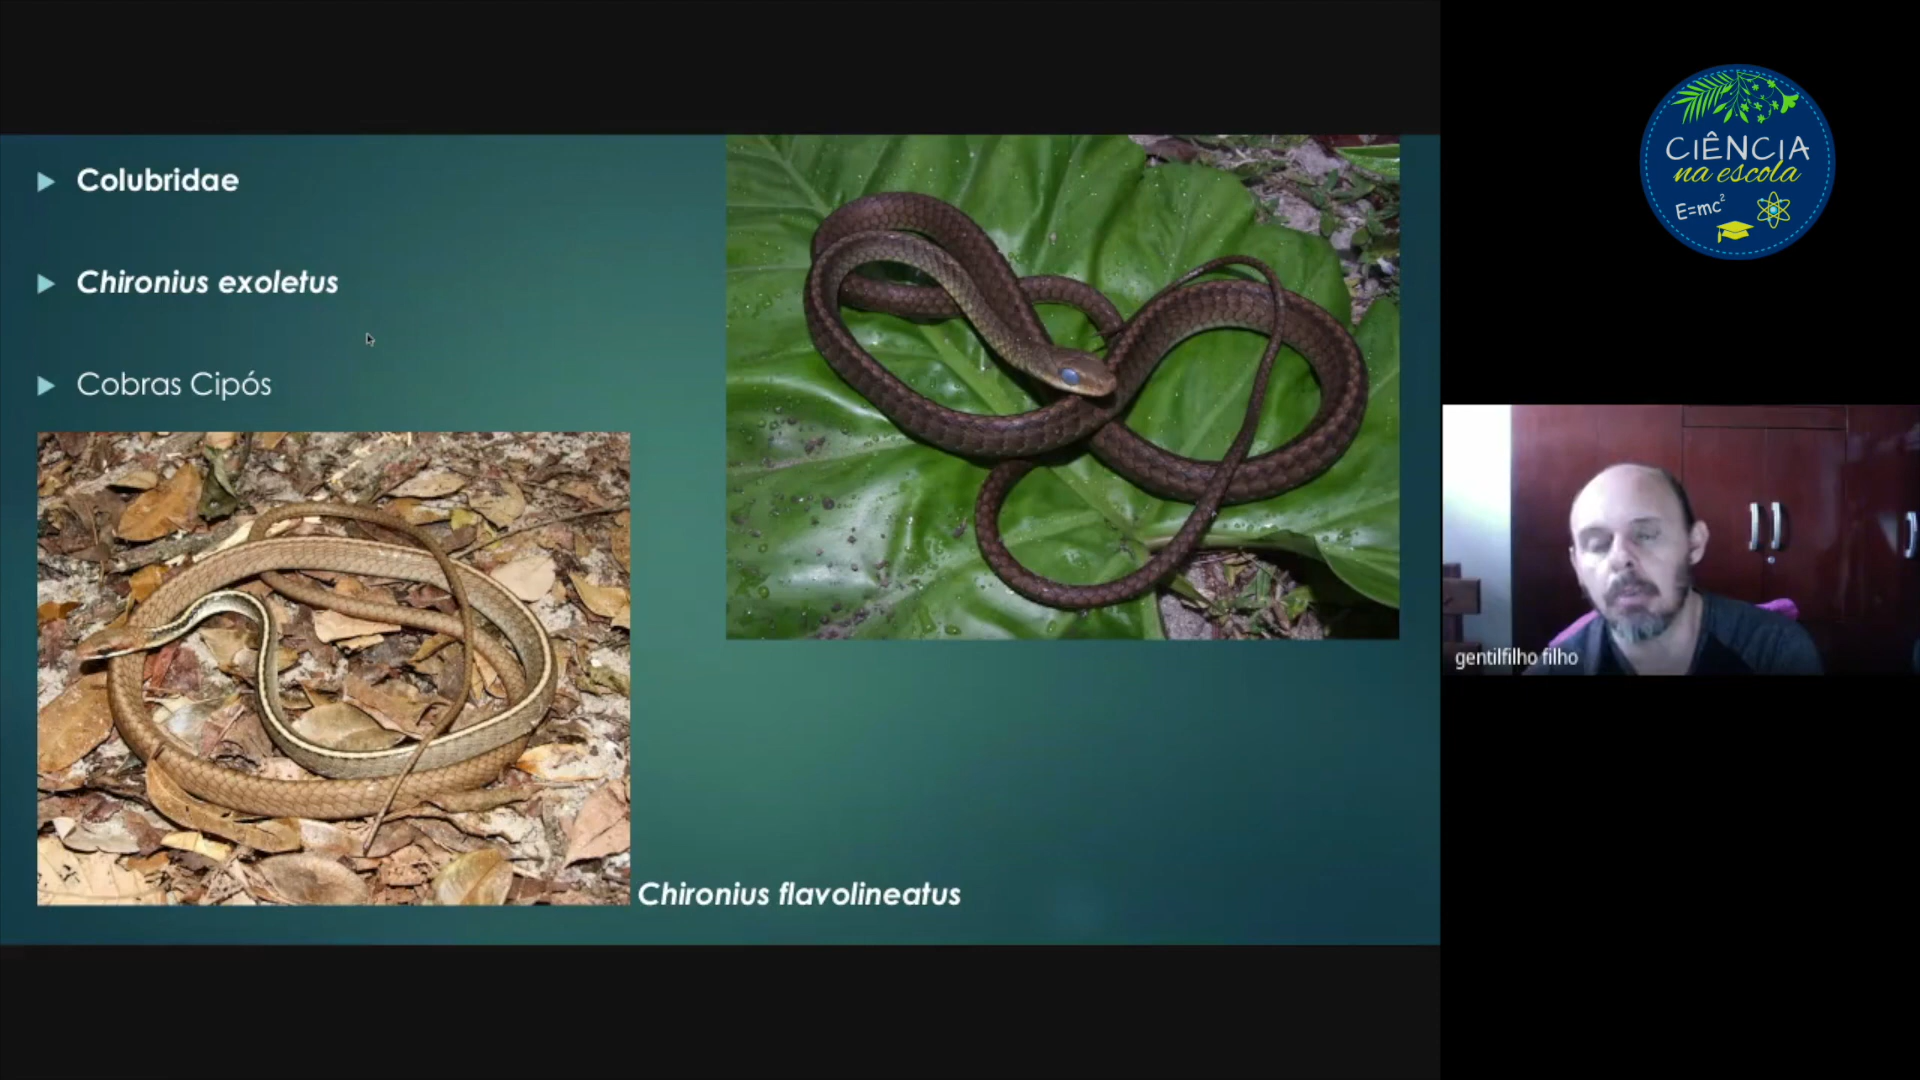 Colubridae
Chironius exoletus
Cobras Cipós
Chironius flavolineatus
CIÊNCIA
na escola
E=mc²
gentilfilho filho